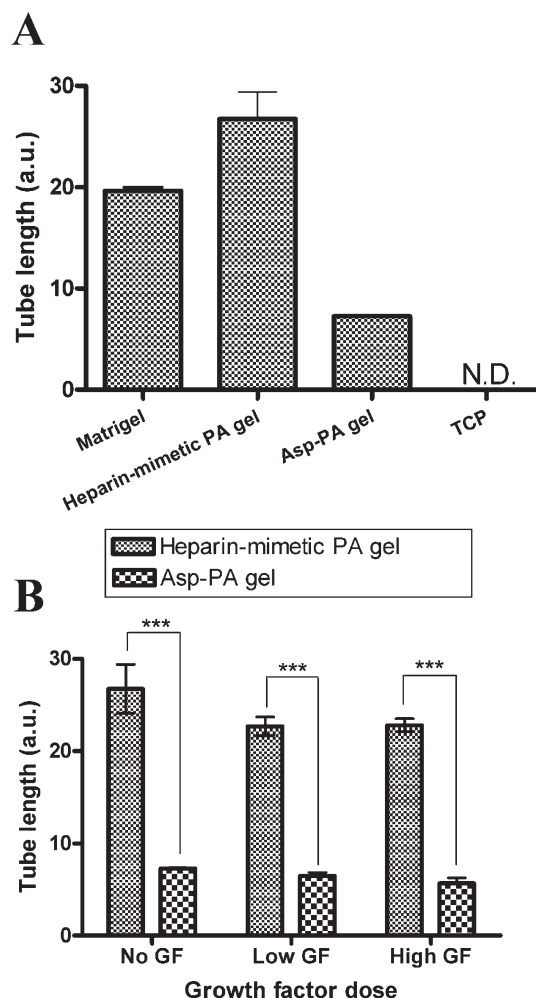 A
Tube length (a.u.)
30
20
10
0
N.D.
Matrigel
Heparin-mimetic PA gel
Asp-PA gel
TCP
Heparin-mimetic PA gel
Asp-PA gel
B
Tube length (a.u.)
30
20
10
0
***
***
***
No GF
Low GF
High GF
Growth factor dose